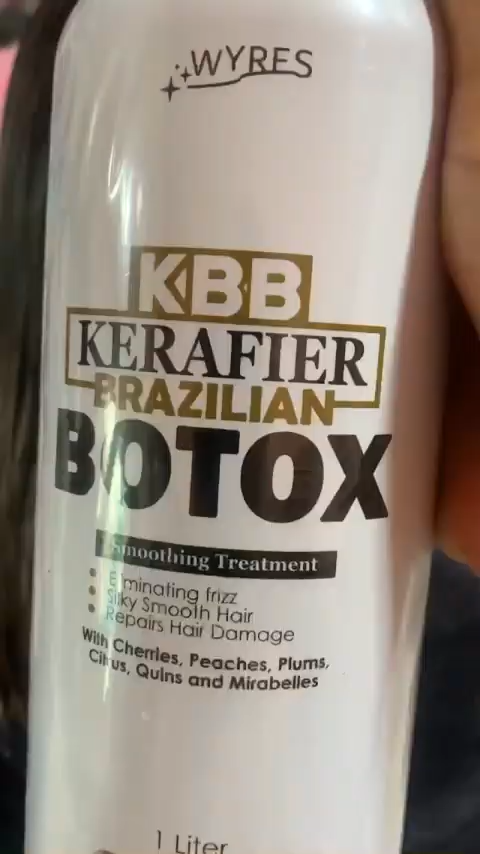 WYRES
KBB
KERAFIER
BRAZILIAN
BOTOX
Smoothing Treatment
Eliminating frizz
Silky Smooth Hair
Repairs Hair Damage
With Cherries, Peaches, Plums,
Citrus, Quins and Mirabelles
1 Liter